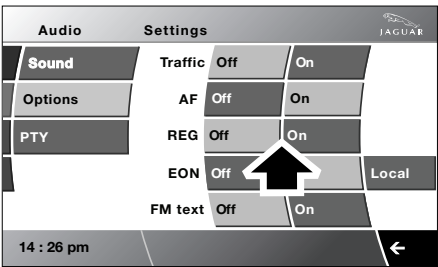 Audio Settings JAGUAR
Sound Traffic Off On
Options AF Off On
PTY REG Off On
EON Off Local
FM text Off On
14 : 26 pm